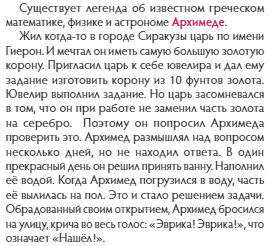 Существует легенда об известном греческом
математике, физике и астрономе Архимеде.
Жил когда-то в городе Сиракузы царь по имени
Гиерон. И мечтал он иметь самую большую золотую
корону. Пригласил царь к себе ювелира и дал ему
задание изготовить корону из 10 фунтов золота.
Ювелир выполнил задание. Но царь засомневался
в том, что он при работе не заменил часть золота
на серебро. Поэтому он попросил Архимеда
проверить это. Архимед размышлял над вопросом
несколько дней, но не находил ответа. В один
прекрасный день он решил принять ванну. Наполнил
её водой. Когда Архимед погрузился в воду, часть
её вылилась на пол. Это и стало решением задачи.
Обрадованный своим открытием, Архимед бросился
на улицу, крича во весь голос: «Эврика! Эврика!», что
означает «Нашёл!».